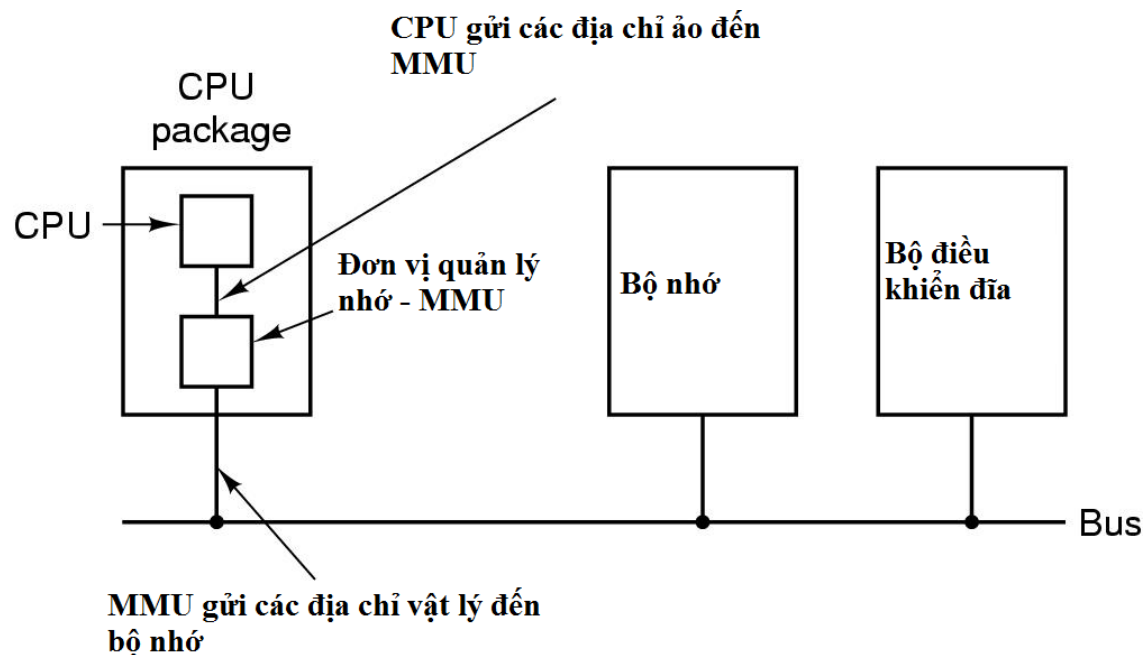 CPU gửi các địa chỉ ảo đến
MMU
CPU
package
CPU
Đơn vị quản lý
nhớ - MMU
Bộ nhớ
Bộ điều
khiển đĩa
Bus
MMU gửi các địa chỉ vật lý đến
bộ nhớ